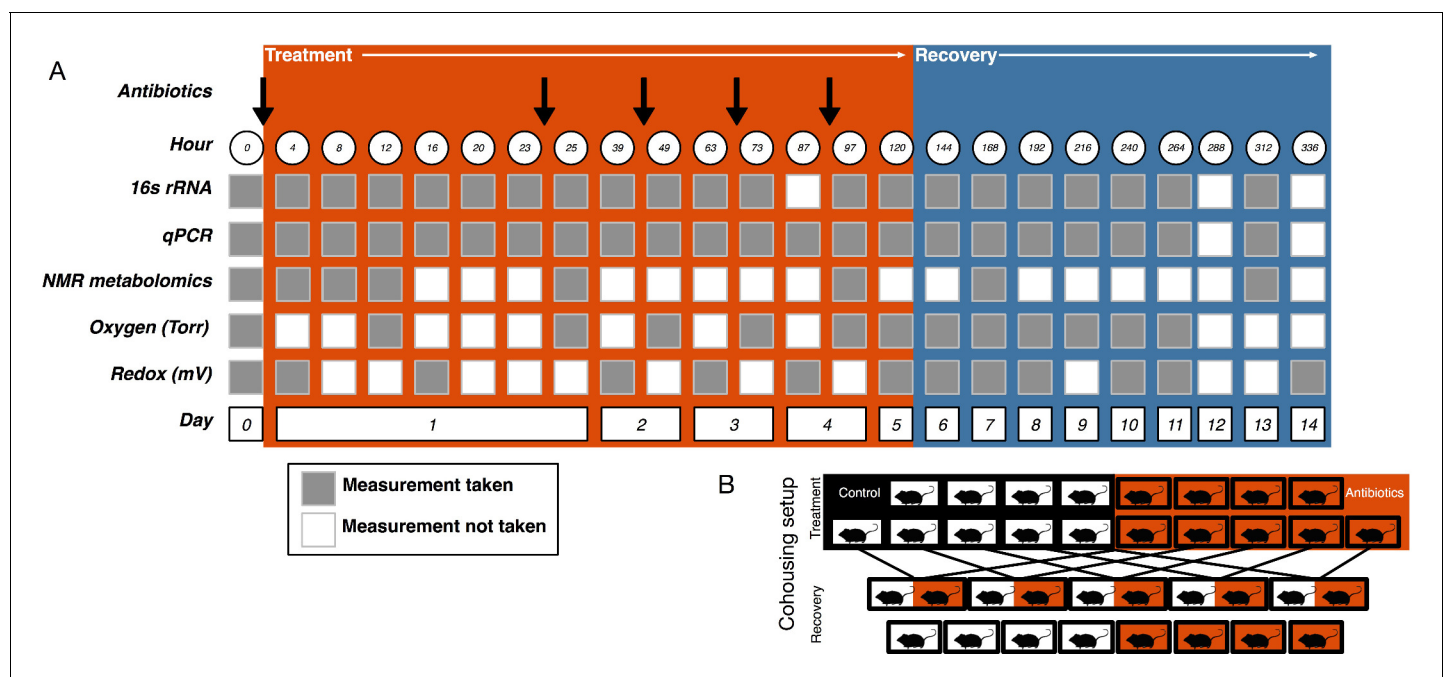 A
Treatment
Recovery
Antibiotics
Hour 0 4 8 12 16 20 23 25 39 49 63 73 87 97 120 144 168 192 216 240 264 288 312 336
16s rRNA
qPCR
NMR metabolomics
Oxygen (Torr)
Redox (mV)
Day 0 1 2 3 4 5 6 7 8 9 10 11 12 13 14
Measurement taken
Measurement not taken
B
Cohousing setup
Treatment
Control
Antibiotics
Recovery